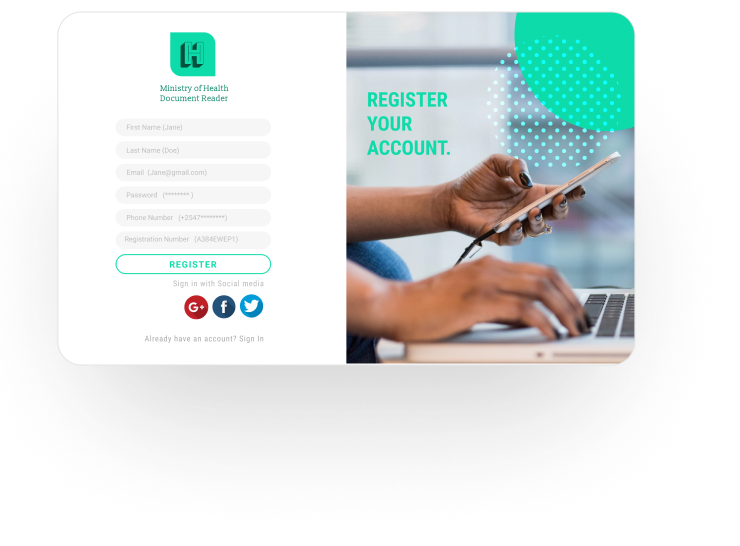 H
Ministry of Health
Document Reader
First Name (Jane)
Last Name (Doe)
Email (Jane@gmail.com)
Password (******** )
Phone Number (+2547********)
Registration Number (A384EWEP1)
REGISTER
Sign in with Social media
G+ f
Already have an account? Sign In
REGISTER
YOUR
ACCOUNT.